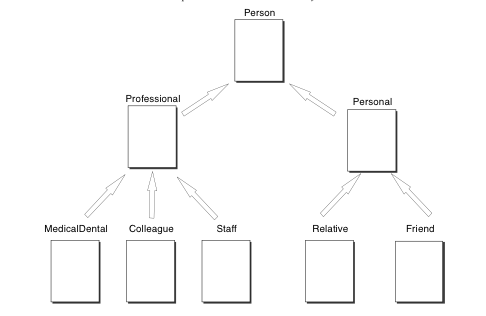 Person
Professional
Personal
MedicalDental
Colleague
Staff
Relative
Friend